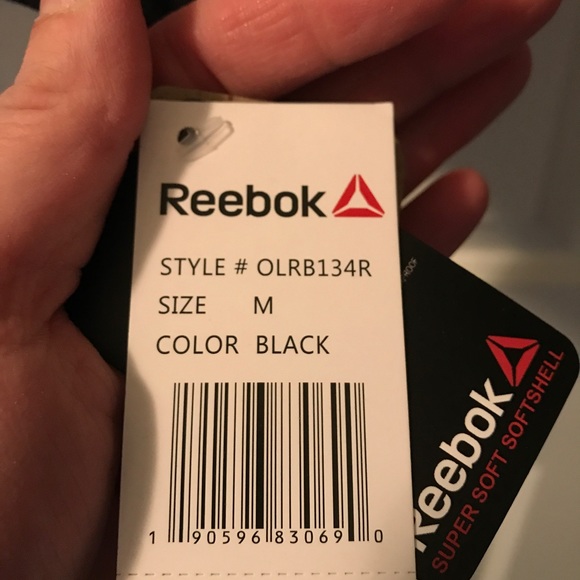 Reebok
STYLE # OLRB134R
SIZE M
COLOR BLACK
1 90596 83069 0
Reebok
SUPER SOFT SOFTSHELL